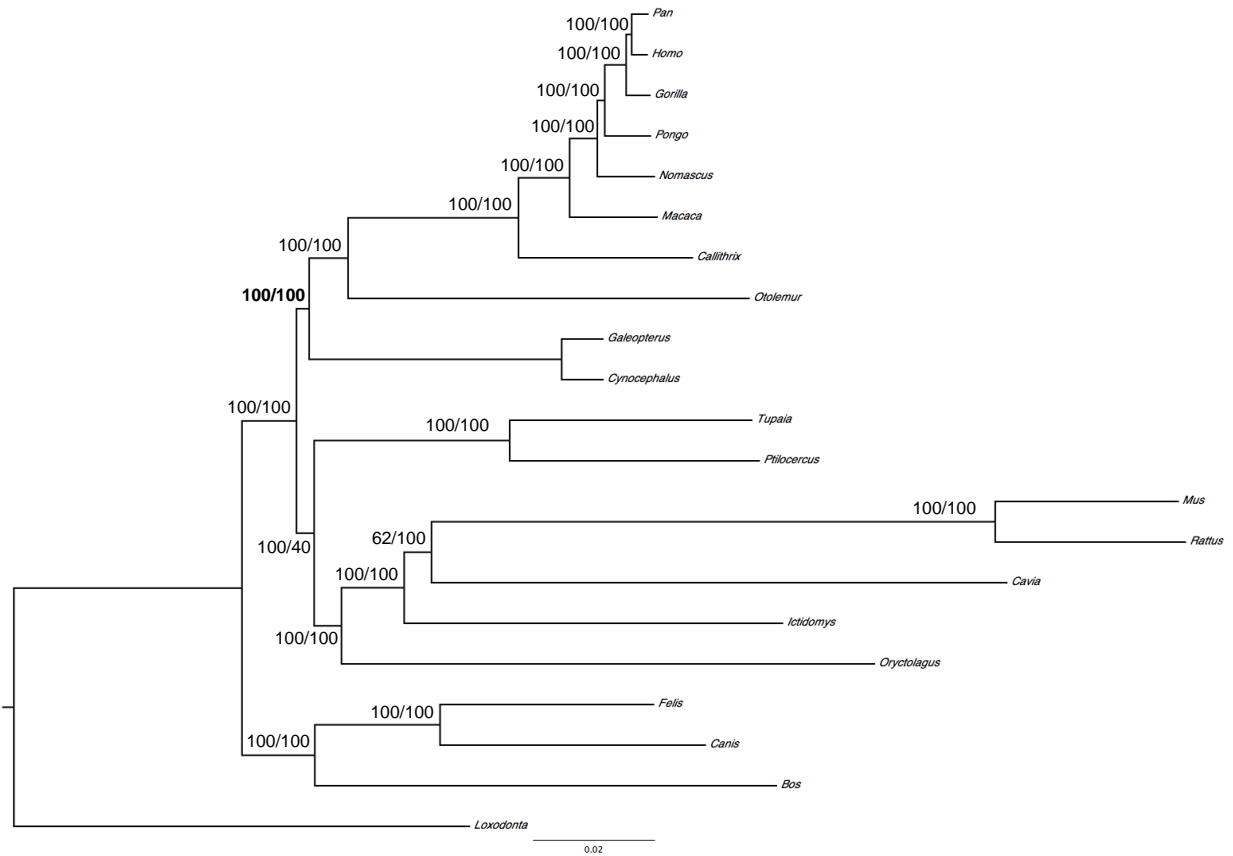 Pan
100/100
Homo
100/100
100/100
Gorilla
100/100
Pongo
100/100
Nomascus
100/100
Macaca
100/100
Callithrix
100/100
Otolemur
Galeopterus
Cynocephalus
100/100
Tupaia
100/100
Ptilocercus
Mus
100/100
62/100
Rattus
100/40
100/100
Cavia
Ictidomys
100/100
Oryctolagus
Felis
100/100
100/100
Canis
Bos
Loxodonta
0.02